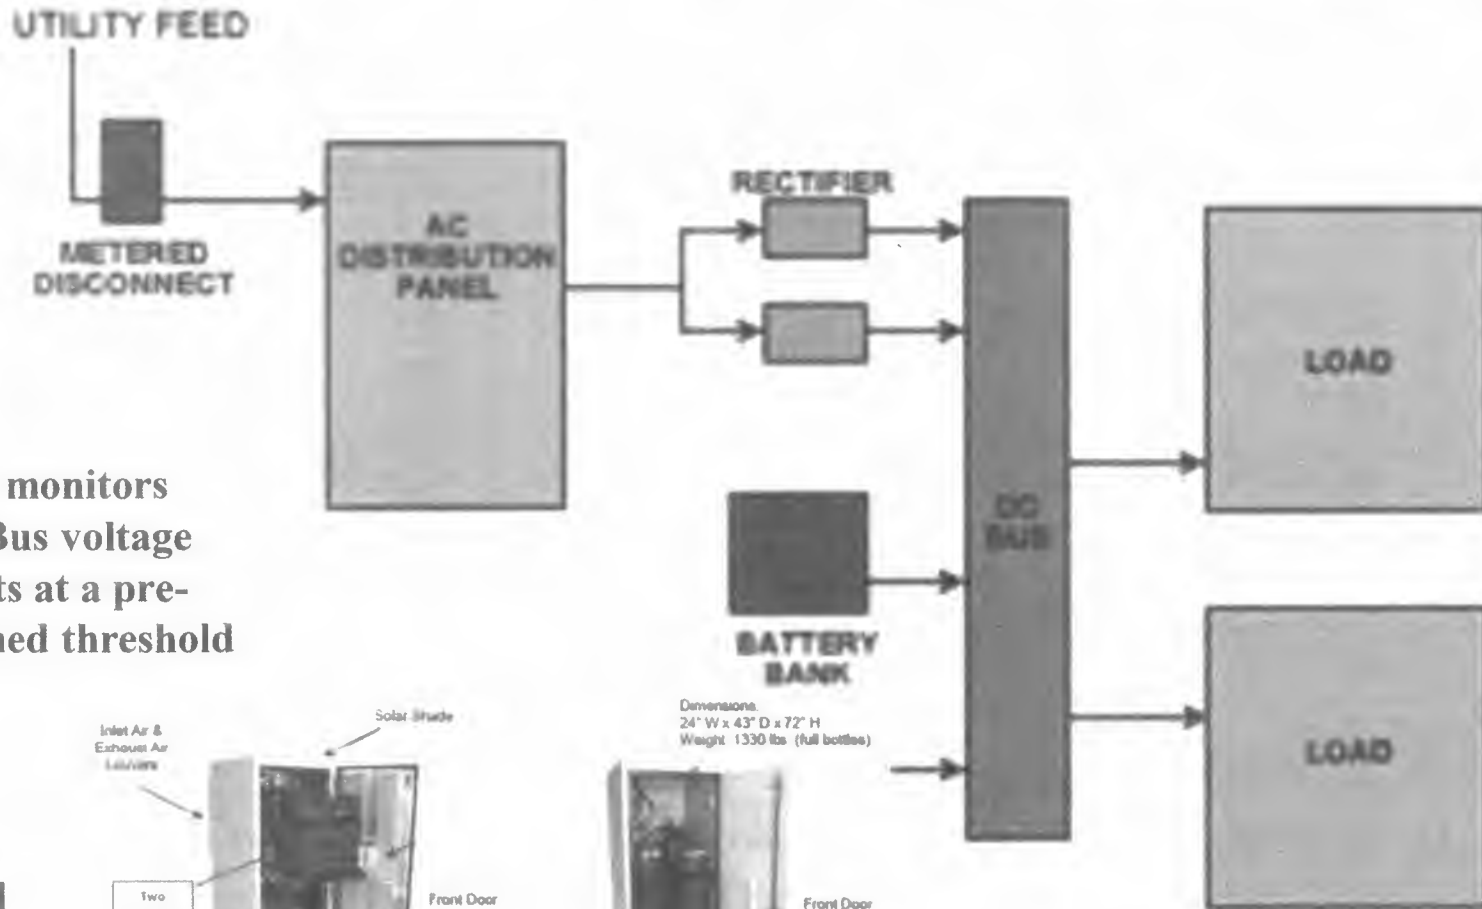 UTILITY FEED
METERED
DISCONNECT
AC
DISTRIBUTION
PANEL
RECTIFIER
DC
BUS
LOAD
monitors
Bus voltage
ts at a pre-
ned threshold
BATTERY
BANK
LOAD
Inlet Air &
Exhaust Air
Louvers
Solar Shade
Dimensions.
24" W x 43" D x 72" H
Weight 1330 lbs (full bottles)
Two
Front Door
Front Door